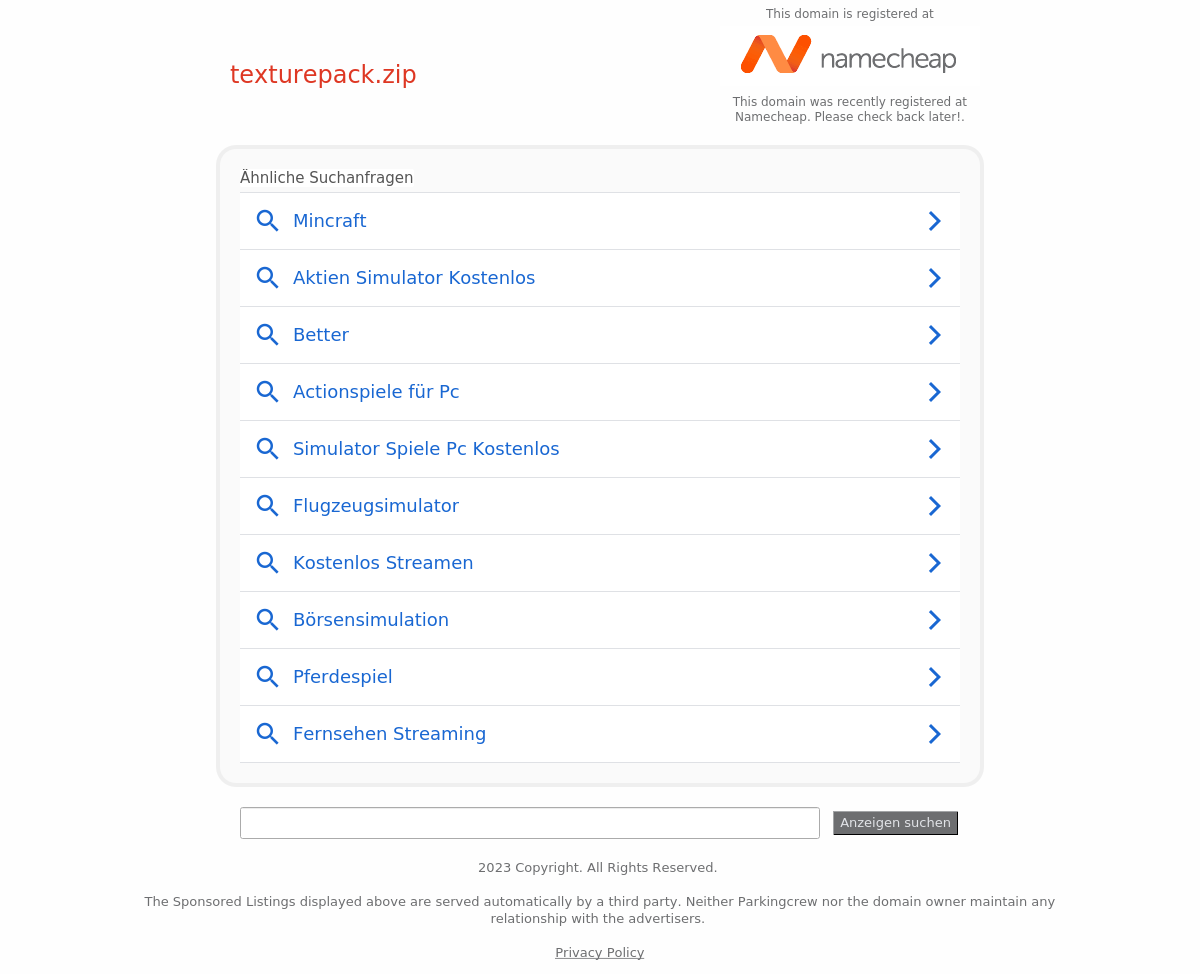 This domain is registered at
namecheap
texturepack.zip
This domain was recently registered at
Namecheap. Please check back later!.
Ähnliche Suchanfragen
Mincraft
Aktien Simulator Kostenlos
Better
Actionspiele für Pc
Simulator Spiele Pc Kostenlos
Flugzeugsimulator
Kostenlos Streamen
Börsensimulation
Pferdespiel
Fernsehen Streaming
Anzeigen suchen
2023 Copyright. All Rights Reserved.
The Sponsored Listings displayed above are served automatically by a third party. Neither Parkingcrew nor the domain owner maintain any
relationship with the advertisers.
Privacy Policy